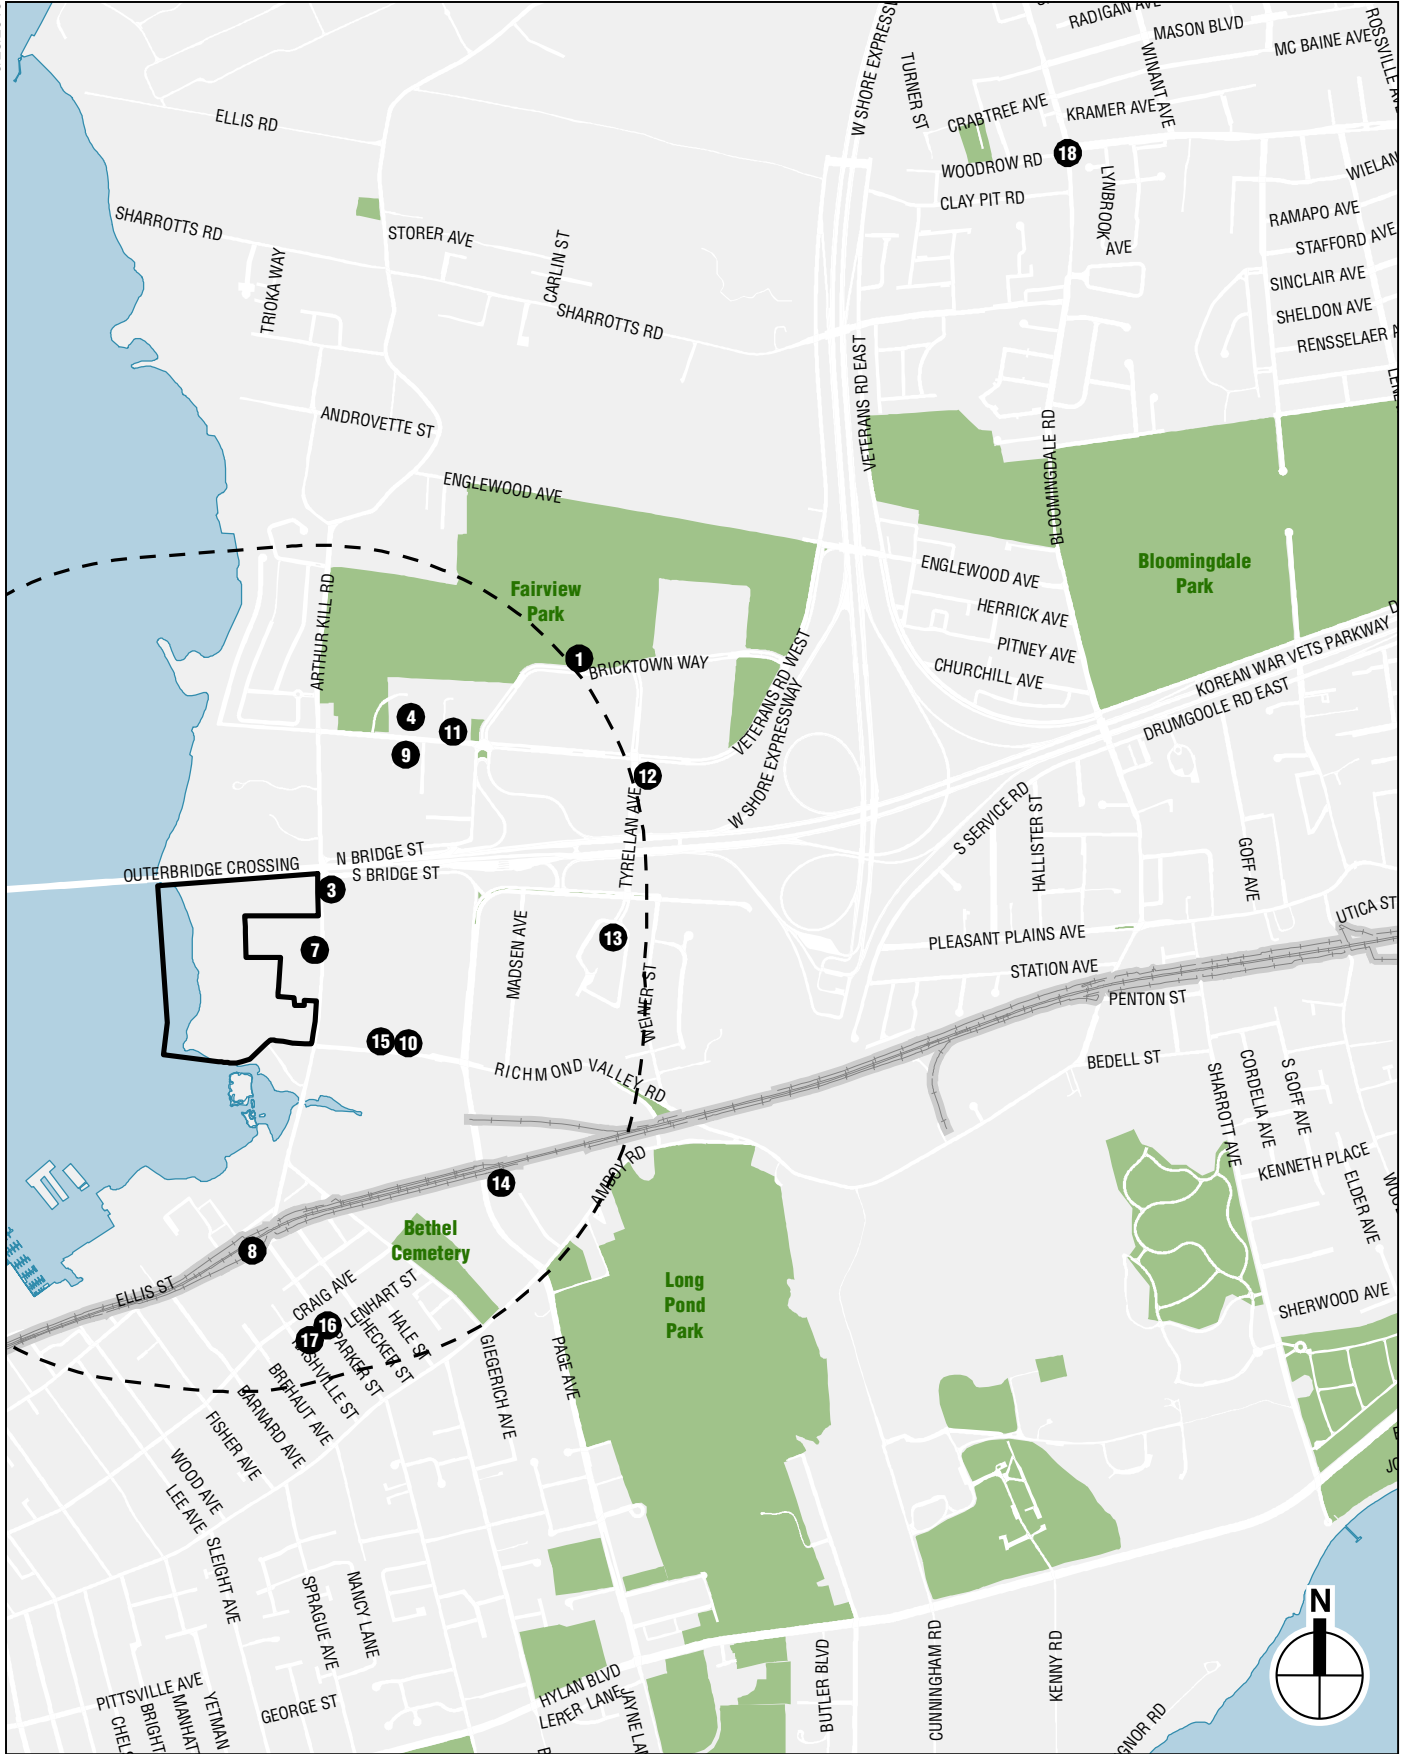 RADIGAN AVE
MASON BLVD
MC BAINE AVE
W SHORE EXPRESSW
TURNER ST
WINANT AVE
CRABTREE AVE
KRAMER AVE
ELLIS RD
18
WOODROW RD
CLAY PIT RD
LYNBROOK
AVE
WIELAN
RAMAPO AVE
STAFFORD AVE
SINCLAIR AVE
SHELDON AVE
RENSSELAER A
SHARROTTS RD
STORER AVE
TRIOKA WAY
CARLIN ST
SHARROTTS RD
VETERANS RD EAST
ANDROVETTE ST
BLOOMINGDALE RD
ENGLEWOOD AVE
ENGLEWOOD AVE
Bloomingdale
Park
HERRICK AVE
PITNEY AVE
CHURCHILL AVE
Fairview
Park
ARTHUR KILL RD
1
BRICKTOWN WAY
VETERANS RD WEST
W SHORE EXPRESSWAY
KOREAN WAR VETS PARKWAY
DRUMGOOLE RD EAST
4
11
9
12
TYRELLAN AVE
S SERVICE RD
HALLISTER ST
GOFF AVE
OUTERBRIDGE CROSSING
N BRIDGE ST
S BRIDGE ST
3
7
13
MADSEN AVE
WEINER ST
PLEASANT PLAINS AVE
UTICA ST
STATION AVE
PENTON ST
15
10
RICHMOND VALLEY RD
BEDELL ST
SHARROTT AVE
CORDELIA AVE
S GOFF AVE
KENNETH PLACE
ELDER AVE
AMBOY RD
14
Bethel
Cemetery
8
ELLIS ST
CRAIG AVE
LENHART ST
HALE ST
HECKER ST
PARKER ST
16
17
BREHAUT AVE
BARNARD AVE
FISHER AVE
WOOD AVE
LEE AVE
Long
Pond
Park
GIEGERICH AVE
PAGE AVE
SHERWOOD AVE
SLEIGHT AVE
SPRAGUE AVE
NANCY LANE
PITTSVILLE AVE
GEORGE ST
YETMAN
MANHAT
BRIGHT
CHEL
HYLAN BLVD
LERER LANE
JAYNE LA
BUTLER BLVD
CUNNINGHAM RD
KENNY RD
GNOR RD
N